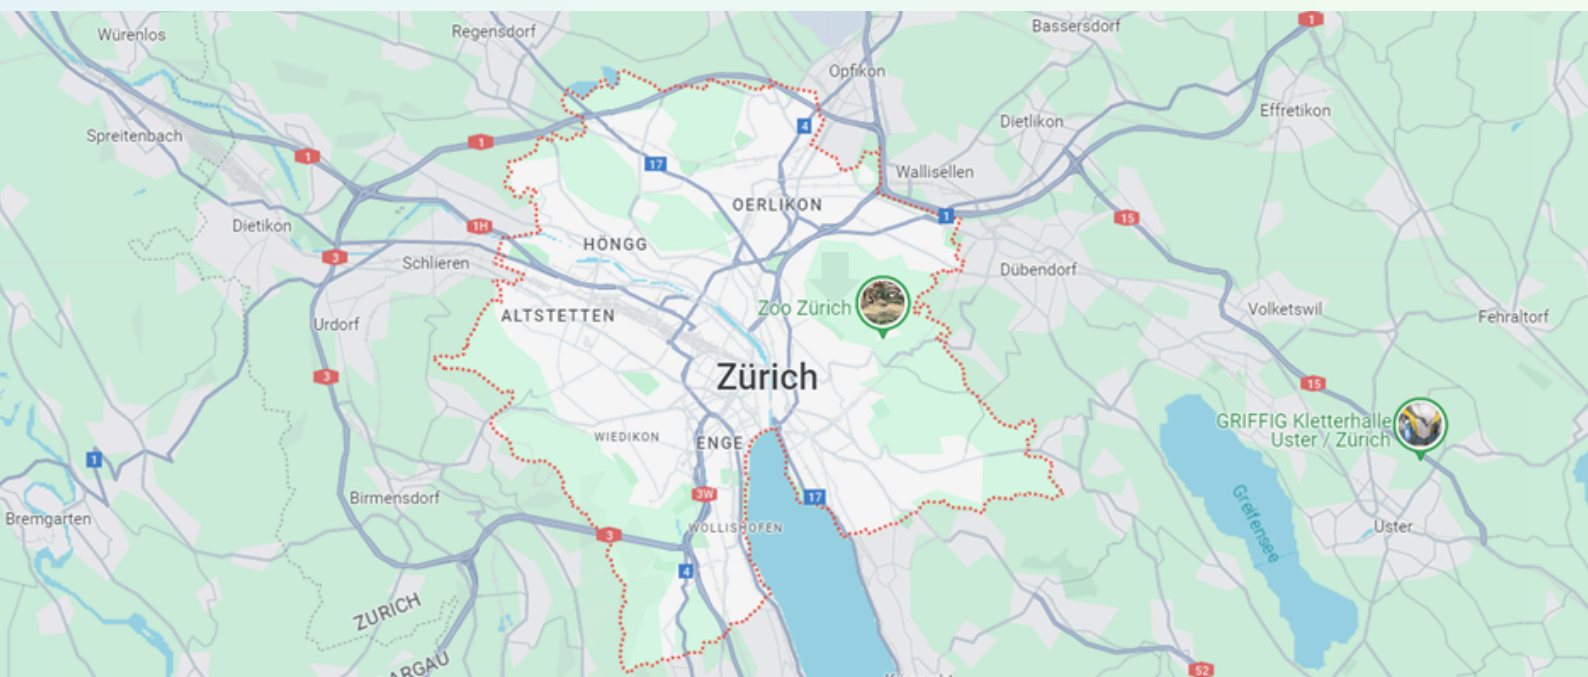 Würenlos
Regensdorf
Bassersdorf
1
Opfikon
Effretikon
Dietlikon
Spreitenbach
4
1
1
17
Wallisellen
OERLIKON
1
15
Dietikon
1H
HÖNGG
3
Schlieren
Dübendorf
Zoo Zürich
Volketswil
Fehraltorf
ALTSTETTEN
Urdorf
3
Zürich
15
GRIFFIG Kletterhalle
Uster / Zürich
WIEDIKON
ENGE
1
Birmensdorf
3W
17
Greifensee
Bremgarten
WOLLISHOFEN
Uster
3
4
ZURICH
ARGAU
52